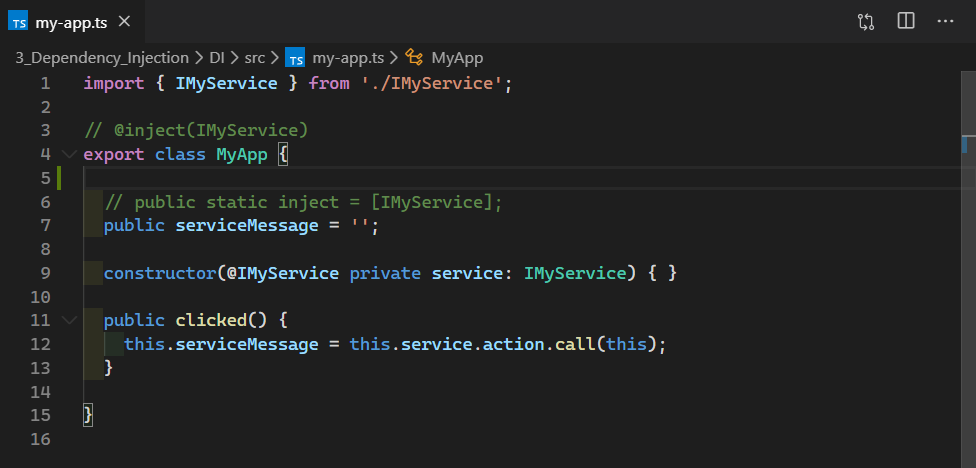 TS my-app.ts ×
3_Dependency_Injection > DI > src > TS my-app.ts > MyApp
1 import { IMyService } from './IMyService';
2
3 // @inject(IMyService)
4 export class MyApp {
5
6 // public static inject = [IMyService];
7 public serviceMessage = '';
8
9 constructor(@IMyService private service: IMyService) { }
10
11 public clicked() {
12 this.serviceMessage = this.service.action.call(this);
13 }
14
15 }
16